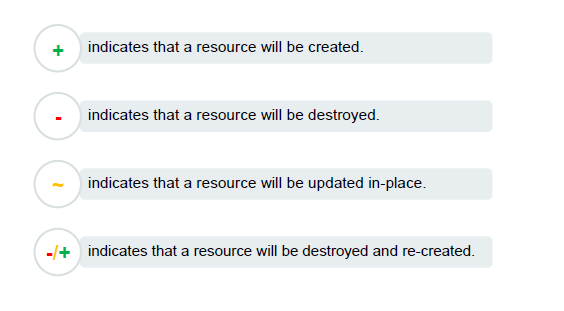 + indicates that a resource will be created.
- indicates that a resource will be destroyed.
~ indicates that a resource will be updated in-place.
-/+ indicates that a resource will be destroyed and re-created.